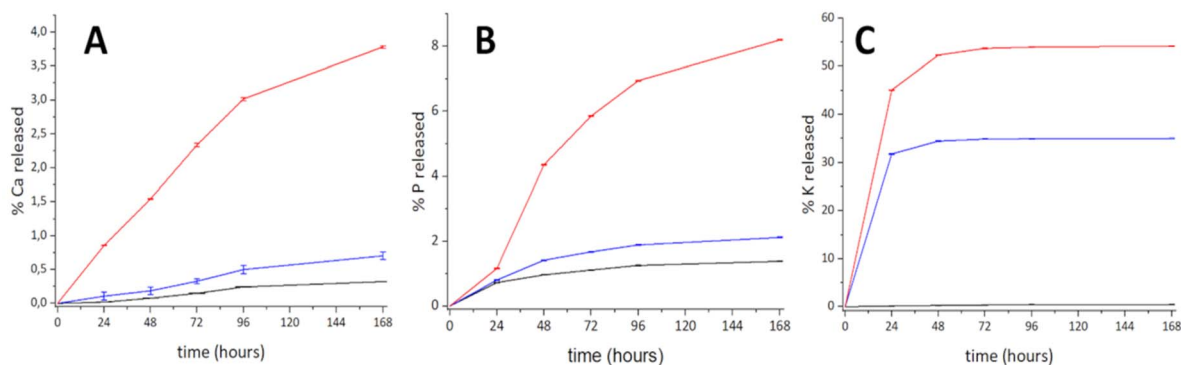 A
% Ca released
4,0
3,5
3,0
2,5
2,0
1,5
1,0
0,5
0,0
0 24 48 72 96 120 144 168
time (hours)
B
% P released
8
6
4
2
0
0 24 48 72 96 120 144 168
time (hours)
C
% K released
60
50
40
30
20
10
0
0 24 48 72 96 120 144 168
time (hours)